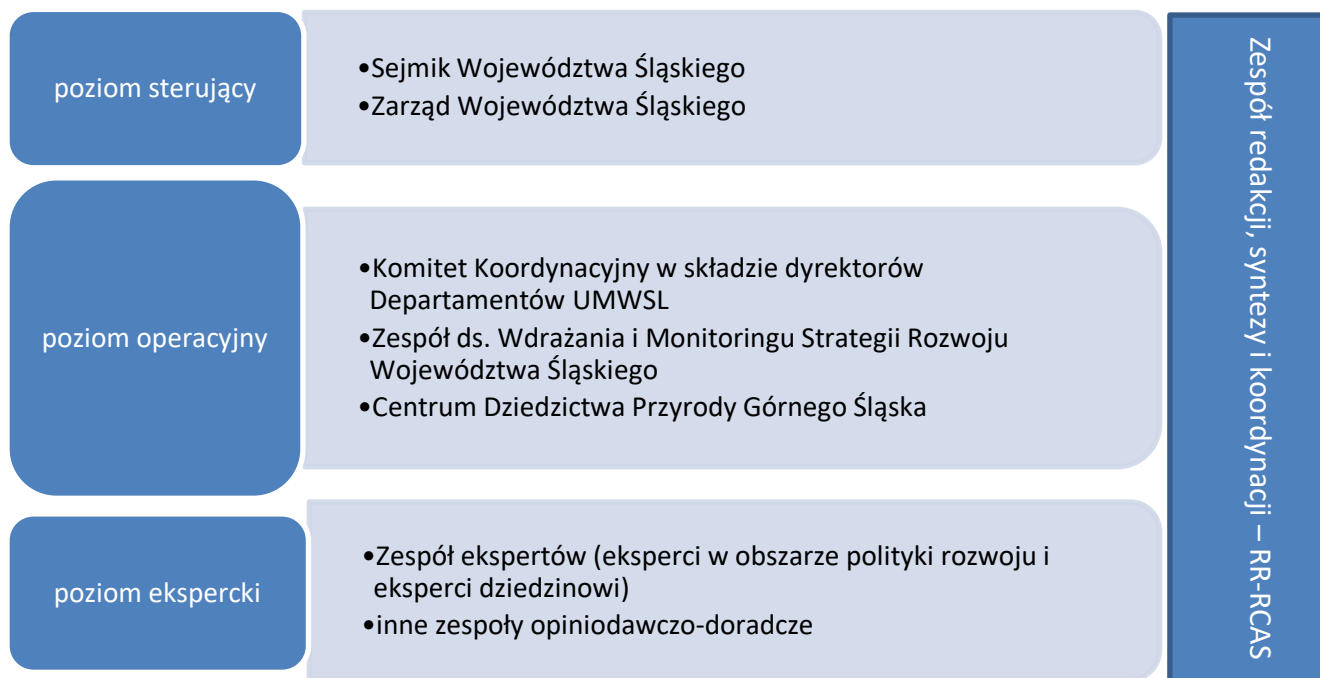 poziom sterujący
•Sejmik Województwa Śląskiego
•Zarząd Województwa Śląskiego
poziom operacyjny
•Komitet Koordynacyjny w składzie dyrektorów
Departamentów UMWSL
•Zespół ds. Wdrażania i Monitoringu Strategii Rozwoju
Województwa Śląskiego
•Centrum Dziedzictwa Przyrody Górnego Śląska
poziom ekspercki
•Zespół ekspertów (eksperci w obszarze polityki rozwoju i
eksperci dziedzinowi)
•inne zespoły opiniodawczo-doradcze
Zespół redakcji, syntezy i koordynacji – RR-RCAS